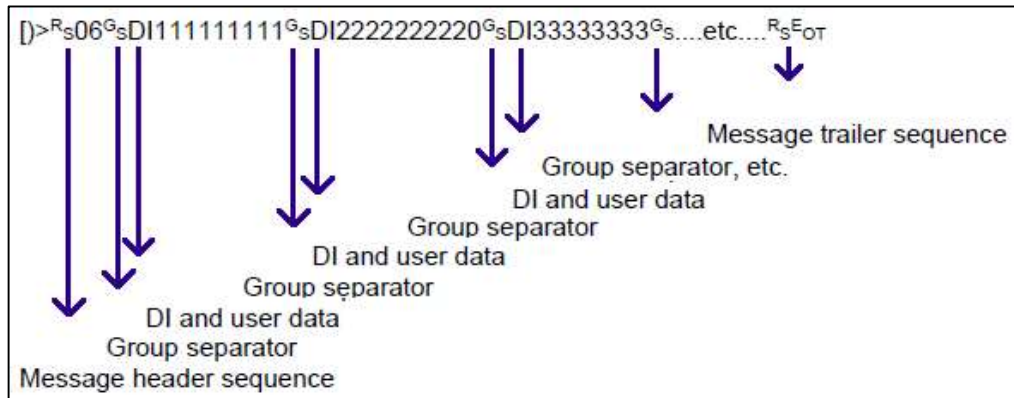 [)>RS06GSDI111111111GSDI2222222220GSDI33333333GS....etc....RSEOT
Message trailer sequence
Group separator, etc.
DI and user data
Group separator
DI and user data
Group separator
DI and user data
Group separator
Message header sequence